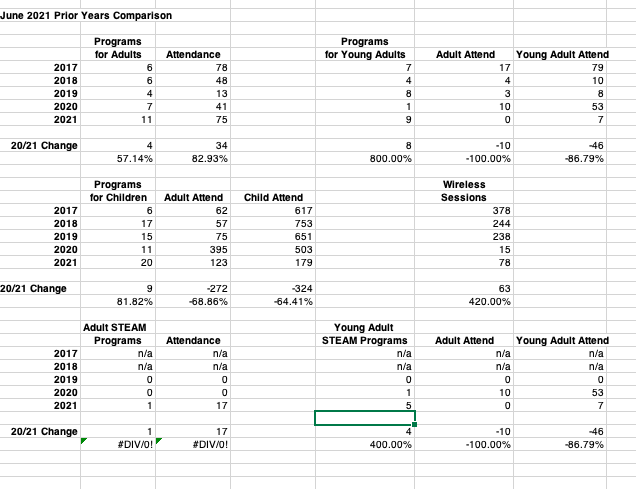 June 2021 Prior Years Comparison
Programs Programs
for Adults Attendance for Young Adults Adult Attend Young Adult Attend
2017 6 78 7 17 79
2018 6 48 4 4 10
2019 4 13 8 3 8
2020 7 41 1 10 53
2021 11 75 9 0 7
20/21 Change 4 34 8 -10 -46
57.14% 82.93% 800.00% -100.00% -86.79%
Programs Wireless
for Children Adult Attend Child Attend Sessions
2017 6 62 617 378
2018 17 57 753 244
2019 15 75 651 238
2020 11 395 503 15
2021 20 123 179 78
20/21 Change 9 -272 -324 63
81.82% -68.86% -64.41% 420.00%
Adult STEAM Young Adult
Programs Attendance STEAM Programs Adult Attend Young Adult Attend
2017 n/a n/a n/a n/a n/a
2018 n/a n/a n/a n/a n/a
2019 0 0 0 0 0
2020 0 0 1 10 53
2021 1 17 5 0 7
20/21 Change 1 17 4 -10 -46
#DIV/0! #DIV/0! 400.00% -100.00% -86.79%